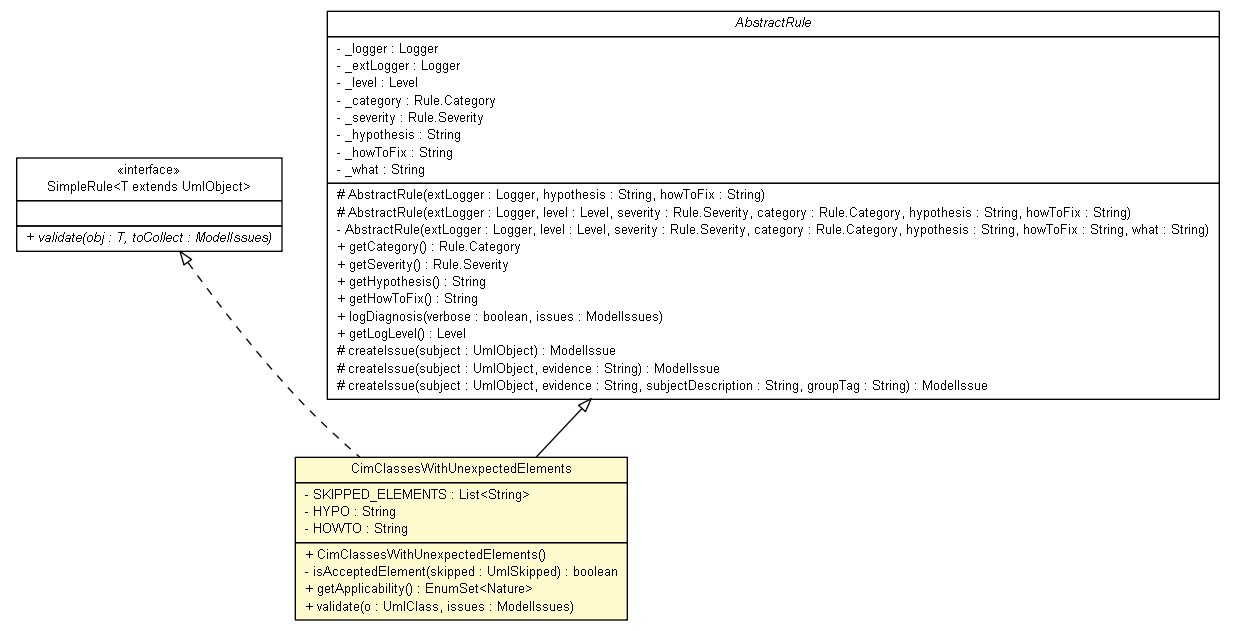 AbstractRule
- _logger : Logger
- _extLogger : Logger
- _level : Level
- _category : Rule.Category
- _severity : Rule.Severity
- _hypothesis : String
- _howToFix : String
- _what : String
# AbstractRule(extLogger : Logger, hypothesis : String, howToFix : String)
# AbstractRule(extLogger : Logger, level : Level, severity : Rule.Severity, category : Rule.Category, hypothesis : String, howToFix : String)
- AbstractRule(extLogger : Logger, level : Level, severity : Rule.Severity, category : Rule.Category, hypothesis : String, howToFix : String, what : String)
+ getCategory() : Rule.Category
+ getSeverity() : Rule.Severity
+ getHypothesis() : String
+ getHowToFix() : String
+ logDiagnosis(verbose : boolean, issues : ModelIssues)
+ getLogLevel() : Level
# createIssue(subject : UmlObject) : ModelIssue
# createIssue(subject : UmlObject, evidence : String) : ModelIssue
# createIssue(subject : UmlObject, evidence : String, subjectDescription : String, groupTag : String) : ModelIssue
«interface»
SimpleRule<T extends UmlObject>
+ validate(obj : T, toCollect : ModelIssues)
CimClassesWithUnexpectedElements
- SKIPPED_ELEMENTS : List<String>
- HYPO : String
- HOWTO : String
+ CimClassesWithUnexpectedElements()
- isAcceptedElement(skipped : UmlSkipped) : boolean
+ getApplicability() : EnumSet<Nature>
+ validate(o : UmlClass, issues : ModelIssues)